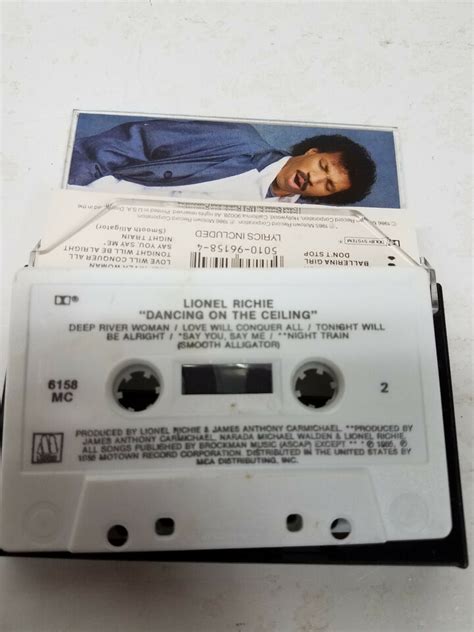 DOLBY SYSTEM
BALLERINA GIRL
DON'T STOP
5010-96158-4
LYRICS INCLUDED
(Smooth Alligator)
NIGHT TRAIN
SAY YOU, SAY ME
TONIGHT WILL BE ALRIGHT
LOVE WILL CONQUER ALL
LIONEL RICHIE
"DANCING ON THE CEILING"
DEEP RIVER WOMAN / LOVE WILL CONQUER ALL / TONIGHT WILL
BE ALRIGHT / *SAY YOU, SAY ME / **NIGHT TRAIN
(SMOOTH ALLIGATOR)
6158
MC
2
PRODUCED BY LIONEL RICHIE & JAMES ANTHONY CARMICHAEL. **PRODUCED BY
JAMES ANTHONY CARMICHAEL, NARADA MICHAEL WALDEN & LIONEL RICHIE.
ALL SONGS PUBLISHED BY BROCKMAN MUSIC (ASCAP) EXCEPT ** * ℗ 1985, ℗ ©
1986 MOTOWN RECORD CORPORATION. DISTRIBUTED IN THE UNITED STATES BY
MCA DISTRIBUTING, INC.